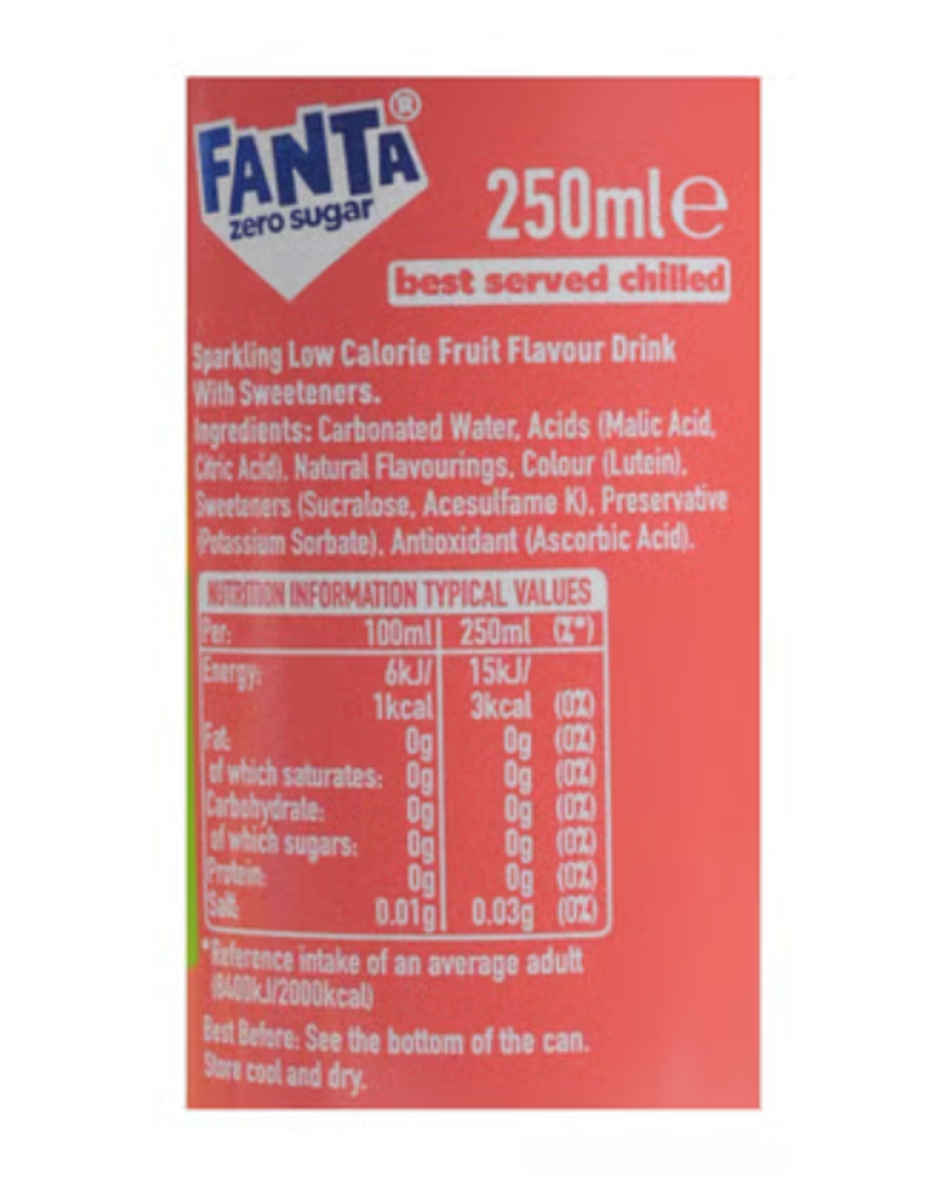 FANTA®
zero sugar
250ml e
best served chilled
Sparkling Low Calorie Fruit Flavour Drink
With Sweeteners.
Ingredients: Carbonated Water, Acids (Malic Acid,
Citric Acid), Natural Flavourings, Colour (Lutein),
Sweeteners (Sucralose, Acesulfame K), Preservative
(Potassium Sorbate), Antioxidant (Ascorbic Acid).
NUTRITION INFORMATION TYPICAL VALUES
Per: 100ml 250ml (%*)
Energy: 6kJ/ 15kJ/
1kcal 3kcal (0%)
Fat: 0g 0g (0%)
of which saturates: 0g 0g (0%)
Carbohydrate: 0g 0g (0%)
of which sugars: 0g 0g (0%)
Protein: 0g 0g (0%)
Salt: 0.01g 0.03g (0%)
*Reference intake of an average adult
(8400kJ/2000kcal)
Best Before: See the bottom of the can.
Store cool and dry.